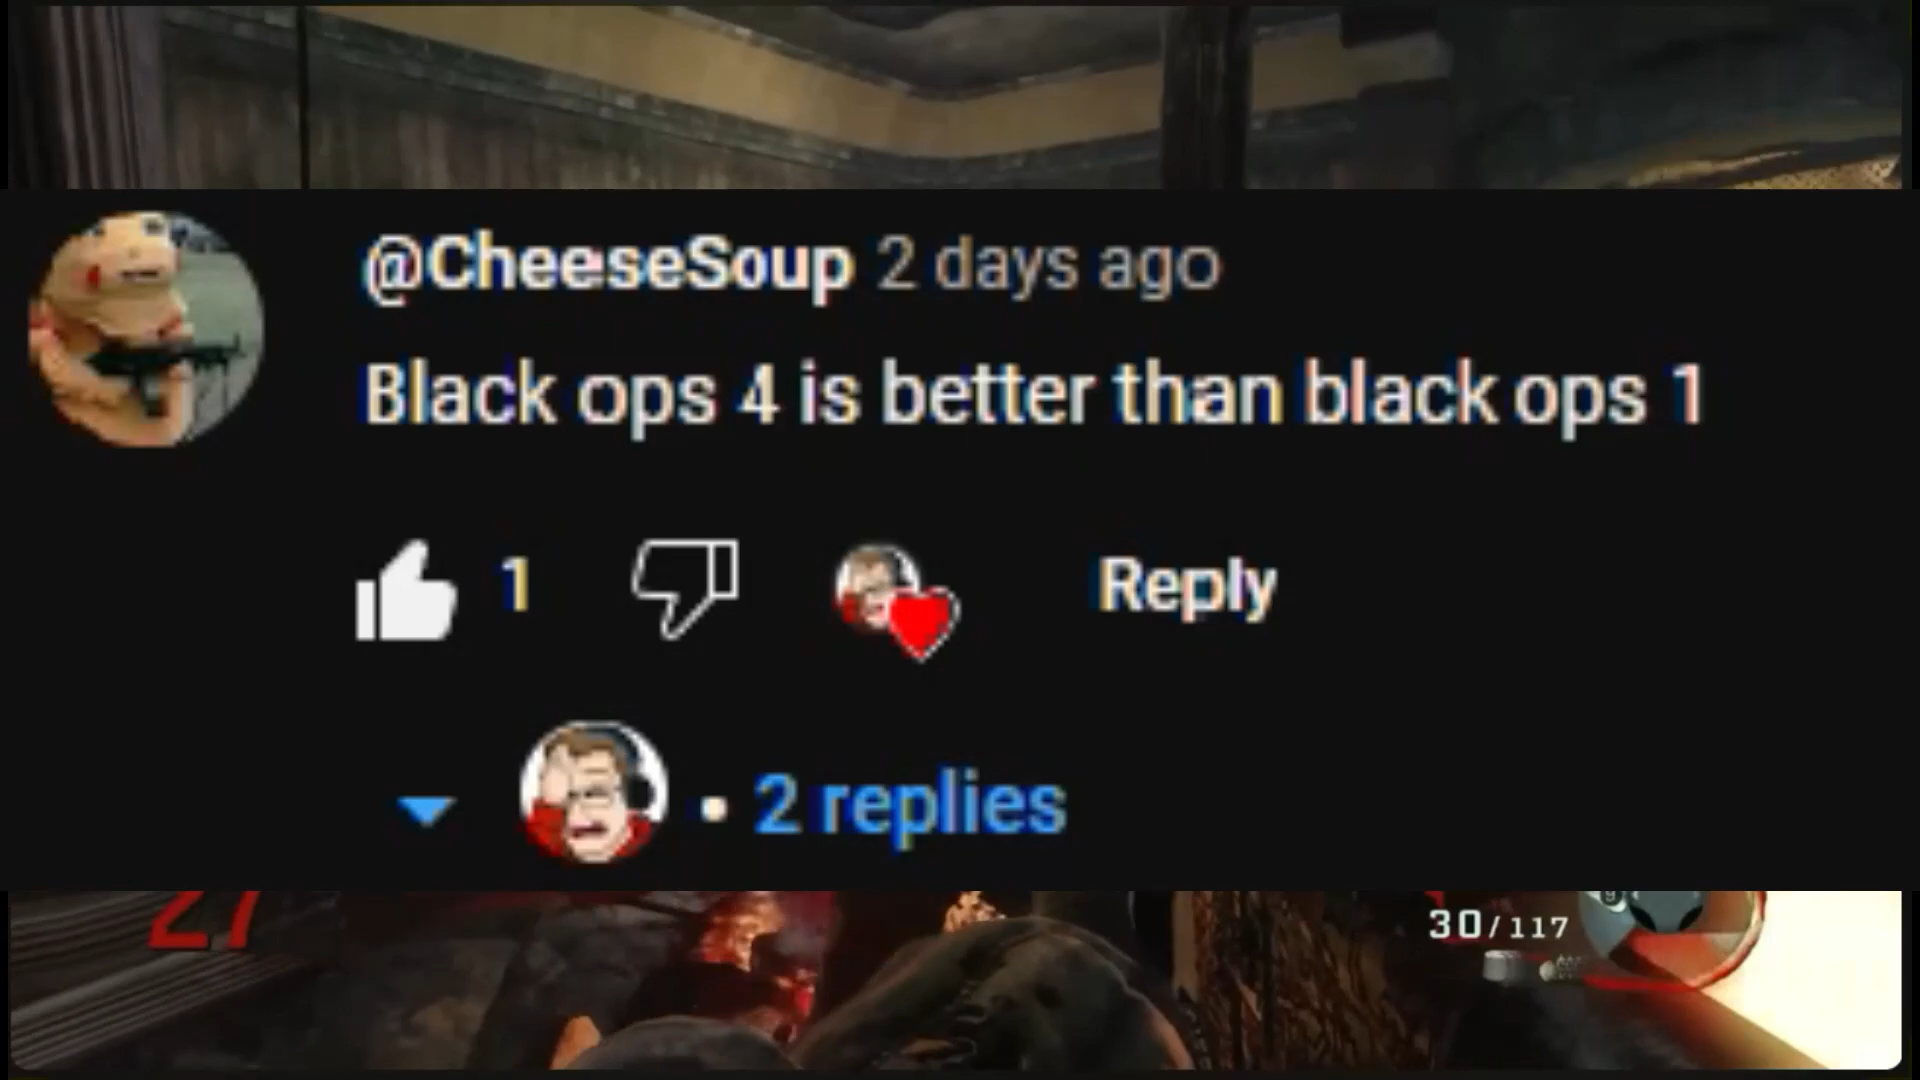 @CheeseSoup 2 days ago
Black ops 4 is better than black ops 1
1 Reply
• 2 replies
27
30/117